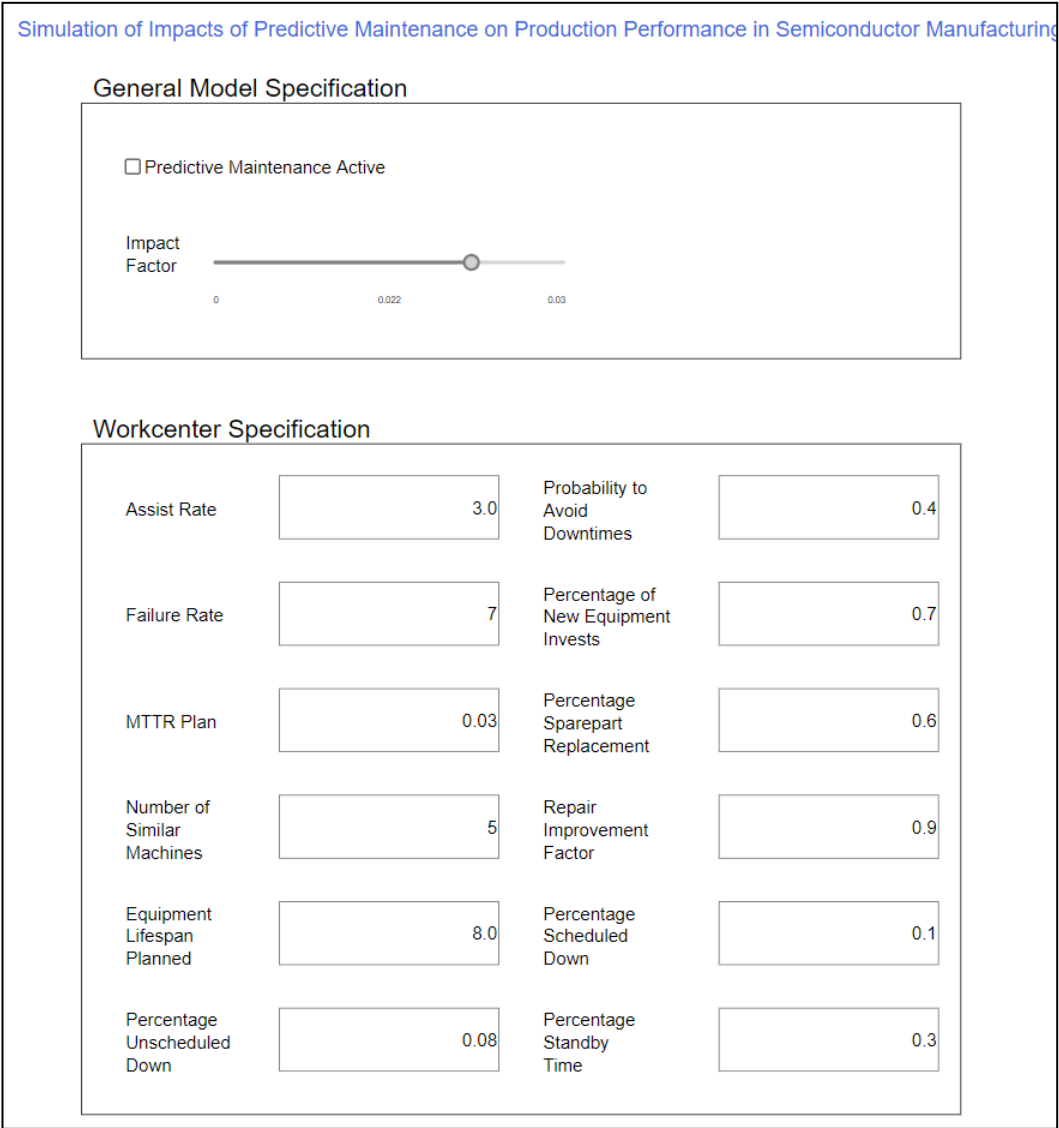 Simulation of Impacts of Predictive Maintenance on Production Performance in Semiconductor Manufacturing
General Model Specification
Predictive Maintenance Active
Impact
Factor
0 0.022 0.03
Workcenter Specification
Assist Rate 3.0
Probability to
Avoid
Downtimes
0.4
Failure Rate 7
Percentage of
New Equipment
Invests
0.7
MTTR Plan 0.03
Percentage
Sparepart
Replacement
0.6
Number of
Similar
Machines
5
Repair
Improvement
Factor
0.9
Equipment
Lifespan
Planned
8.0
Percentage
Scheduled
Down
0.1
Percentage
Unscheduled
Down
0.08
Percentage
Standby
Time
0.3